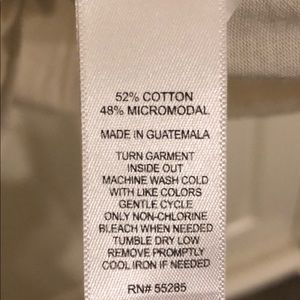 52% COTTON
48% MICROMODAL
MADE IN GUATEMALA
TURN GARMENT
INSIDE OUT
MACHINE WASH COLD
WITH LIKE COLORS
GENTLE CYCLE
ONLY NON-CHLORINE
BLEACH WHEN NEEDED
TUMBLE DRY LOW
REMOVE PROMPTLY
COOL IRON IF NEEDED
RN# 55285